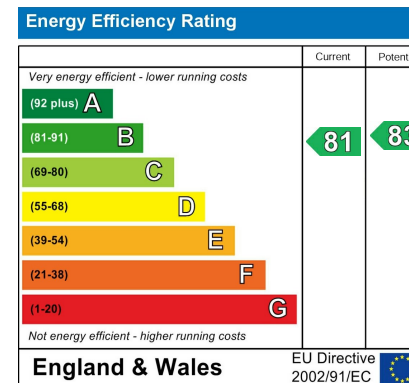 Energy Efficiency Rating
Current Potent
Very energy efficient - lower running costs
(92 plus) A
(81-91) B 81 83
(69-80) C
(55-68) D
(39-54) E
(21-38) F
(1-20) G
Not energy efficient - higher running costs
England & Wales
EU Directive
2002/91/EC